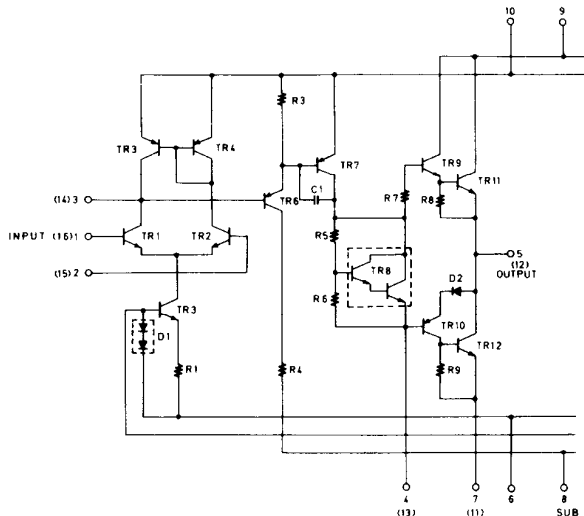 10
9
R3
TR3
TR4
TR7
TR9
TR11
C1
R7
R8
(14)3
TR6
INPUT (16)1
TR1
TR2
R5
5
(12)
OUTPUT
(15)2
TR8
D2
R6
TR3
TR10
D1
TR12
R1
R4
R9
4
(13)
7
(11)
6
8
SUB